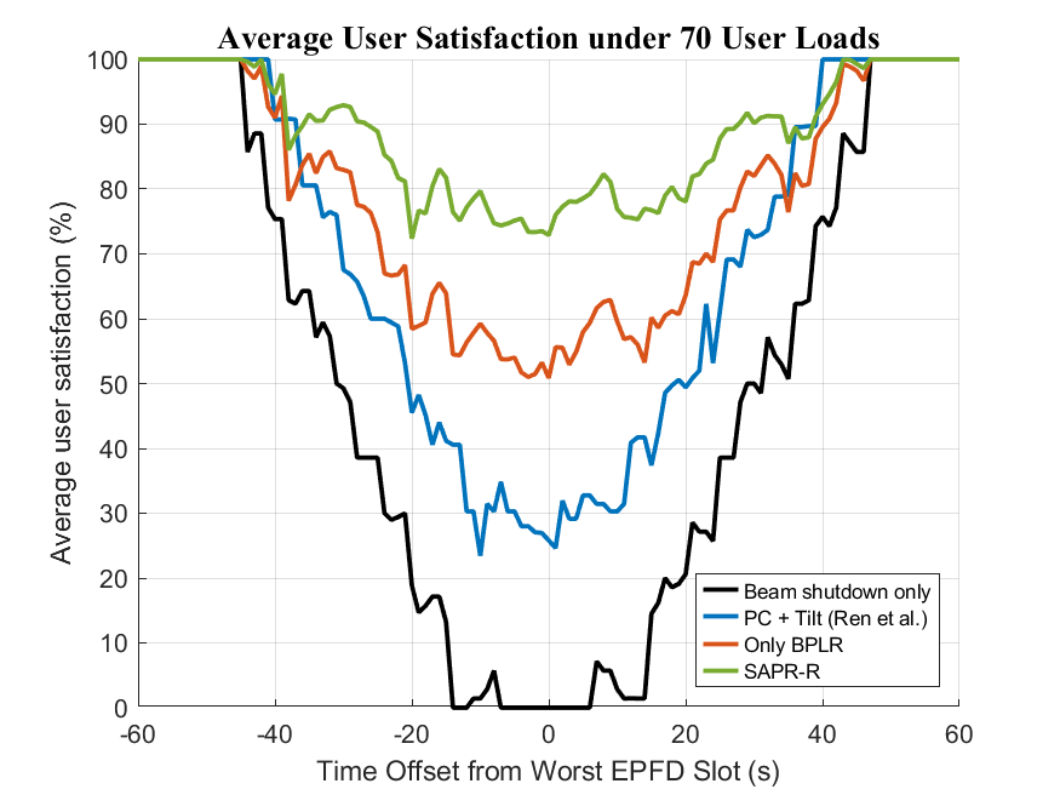 Average User Satisfaction under 70 User Loads
100
90
80
70
60
50
40
30
20
10
0
Average user satisfaction (%)
-60
-40
-20
0
20
40
60
Time Offset from Worst EPFD Slot (s)
Beam shutdown only
PC + Tilt (Ren et al.)
Only BPLR
SAPR-R